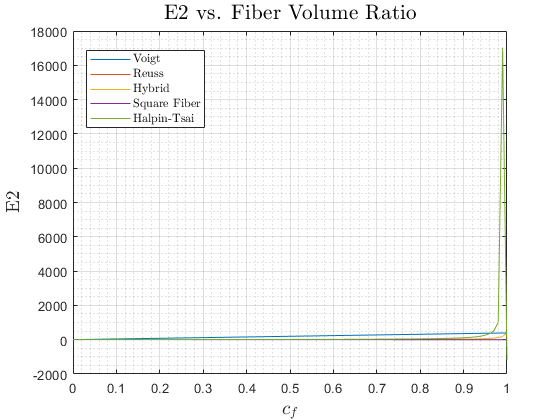 E2 vs. Fiber Volume Ratio
18000
16000
14000
12000
10000
8000
6000
4000
2000
0
-2000
E2
Voigt
Reuss
Hybrid
Square Fiber
Halpin-Tsai
0 0.1 0.2 0.3 0.4 0.5 0.6 0.7 0.8 0.9 1
c_f